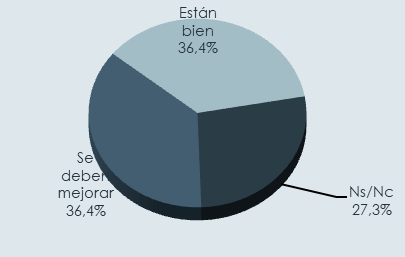 Están
bien
36,4%
Se
deben
mejorar
36,4%
Ns/Nc
27,3%